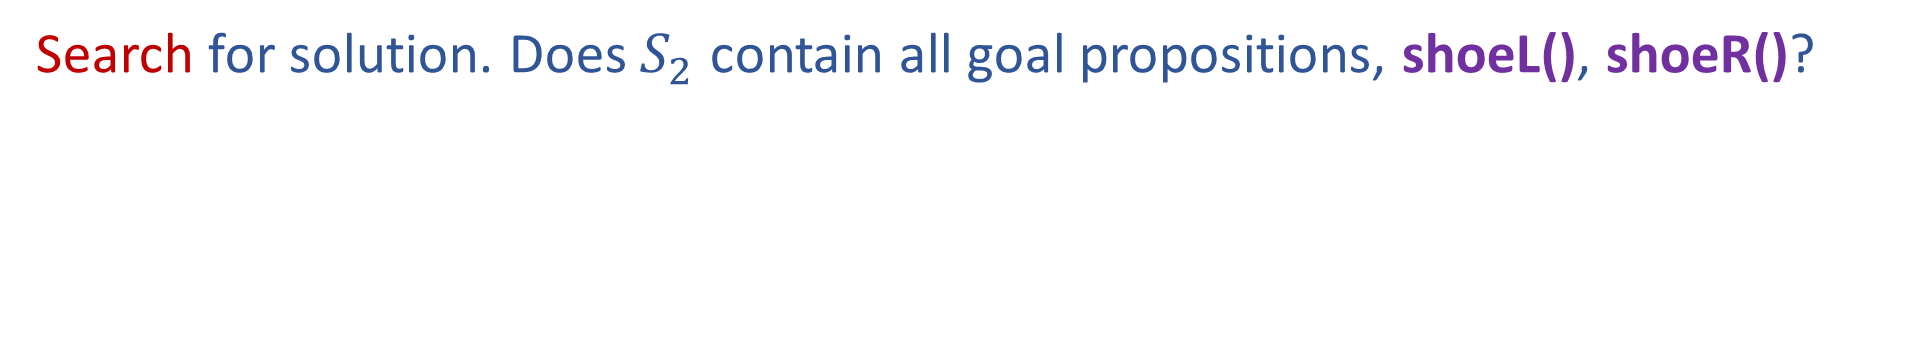 Search for solution. Does S₂ contain all goal propositions, shoeL(), shoeR()?